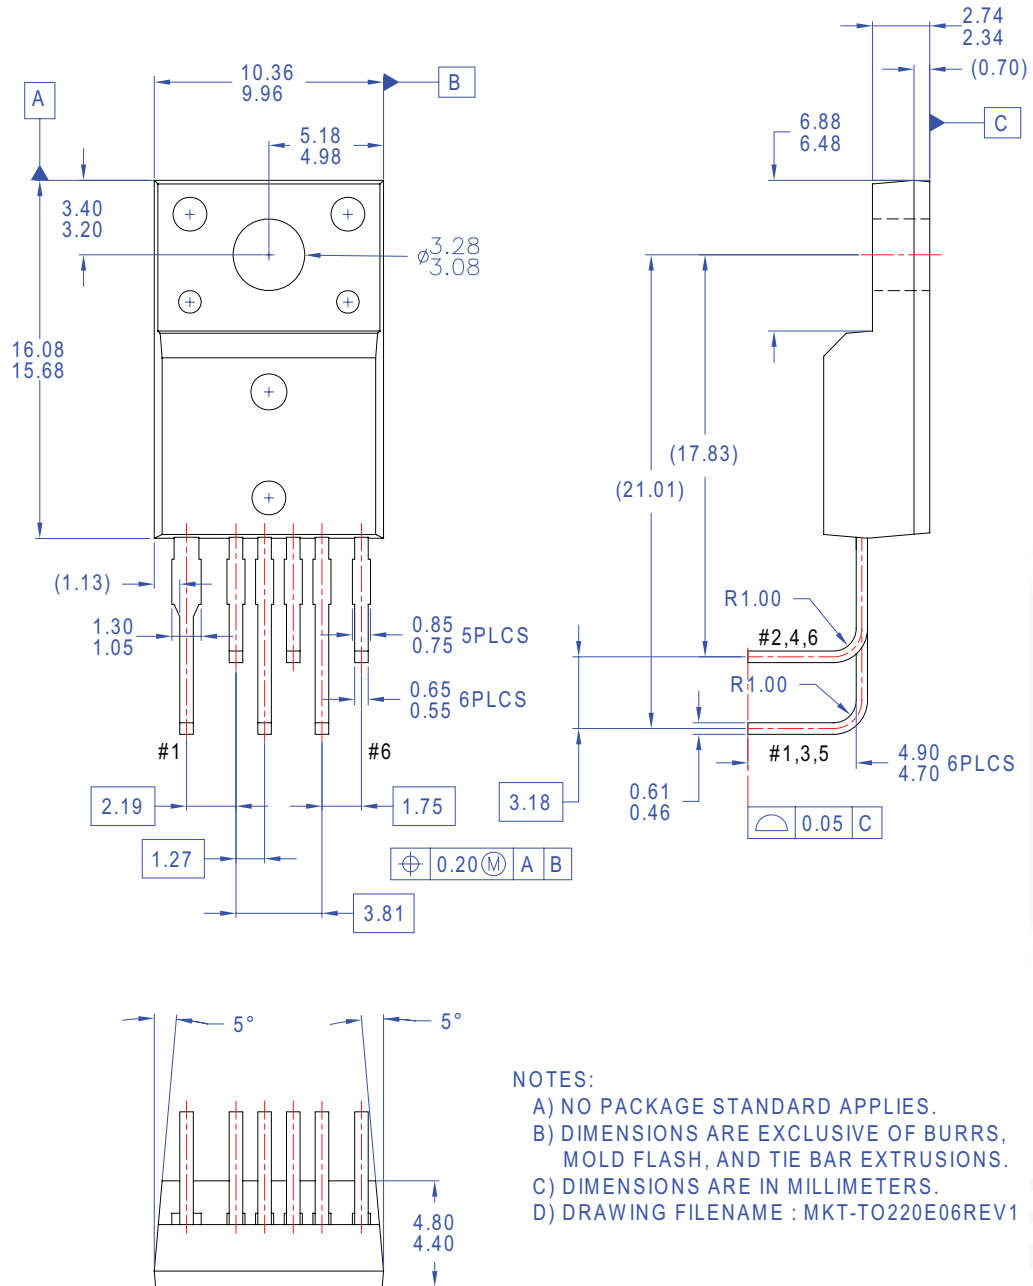 2.74
2.34
(0.70)
10.36
9.96
B
A
5.18
4.98
6.88
6.48
C
3.40
3.20
⌀3.28
3.08
16.08
15.68
(17.83)
(21.01)
(1.13)
R1.00
1.30
1.05
0.85
0.75 5PLCS
#2,4,6
0.65
0.55 6PLCS
R1.00
#1
#6
#1,3,5
4.90
4.70 6PLCS
2.19
1.75
3.18
0.61
0.46
0.05 C
1.27
0.20 Ⓜ A B
3.81
5°
5°
NOTES:
A) NO PACKAGE STANDARD APPLIES.
B) DIMENSIONS ARE EXCLUSIVE OF BURRS,
MOLD FLASH, AND TIE BAR EXTRUSIONS.
C) DIMENSIONS ARE IN MILLIMETERS.
D) DRAWING FILENAME : MKT-TO220E06REV1
4.80
4.40